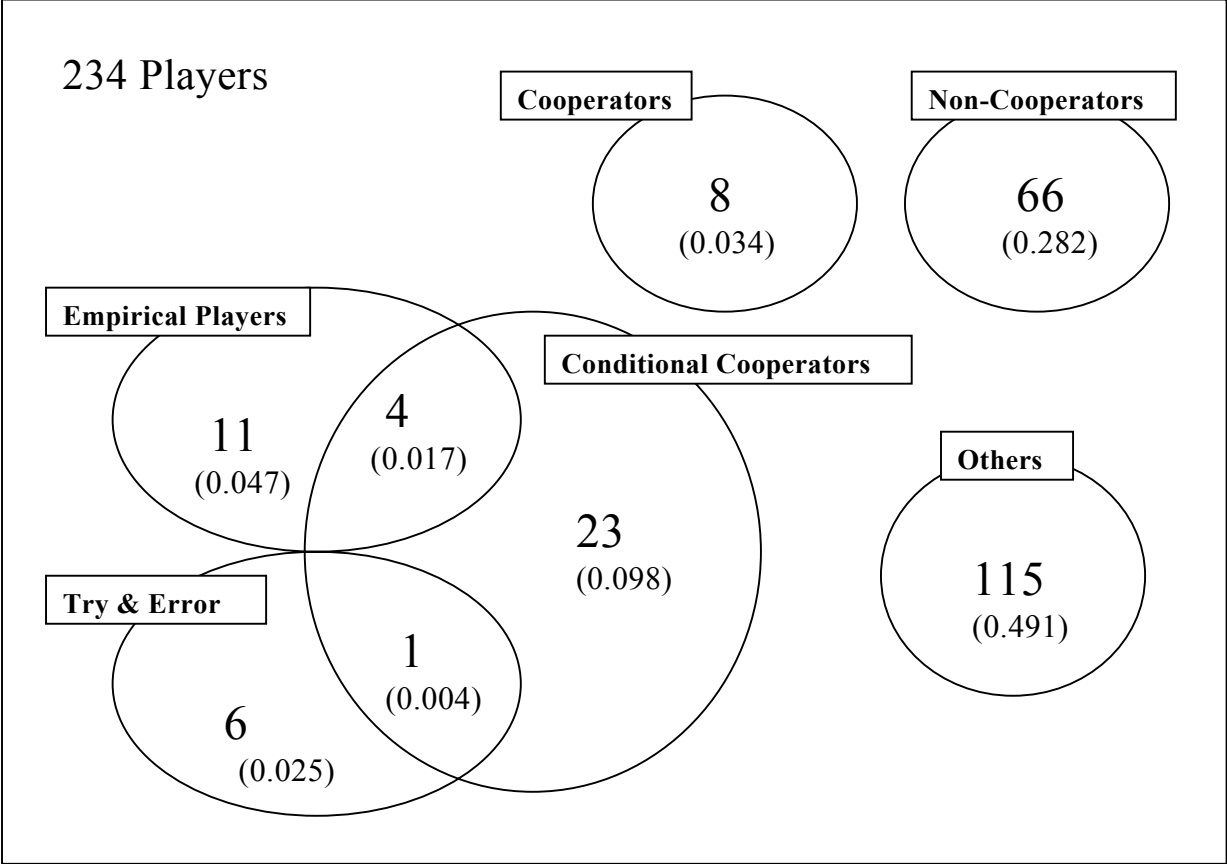 234 Players
Cooperators
8
(0.034)
Non-Cooperators
66
(0.282)
Empirical Players
11
(0.047)
4
(0.017)
Conditional Cooperators
23
(0.098)
Others
115
(0.491)
Try & Error
6
(0.025)
1
(0.004)